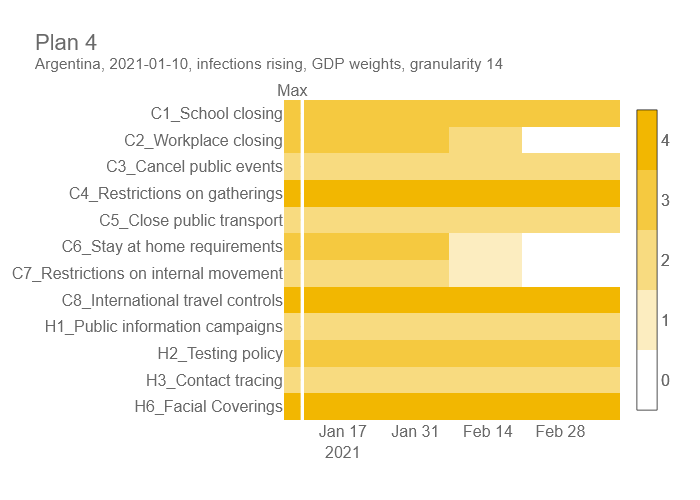 Plan 4
Argentina, 2021-01-10, infections rising, GDP weights, granularity 14
Max
C1_School closing
C2_Workplace closing
C3_Cancel public events
C4_Restrictions on gatherings
C5_Close public transport
C6_Stay at home requirements
C7_Restrictions on internal movement
C8_International travel controls
H1_Public information campaigns
H2_Testing policy
H3_Contact tracing
H6_Facial Coverings
4
3
2
1
0
Jan 17 Jan 31 Feb 14 Feb 28
2021